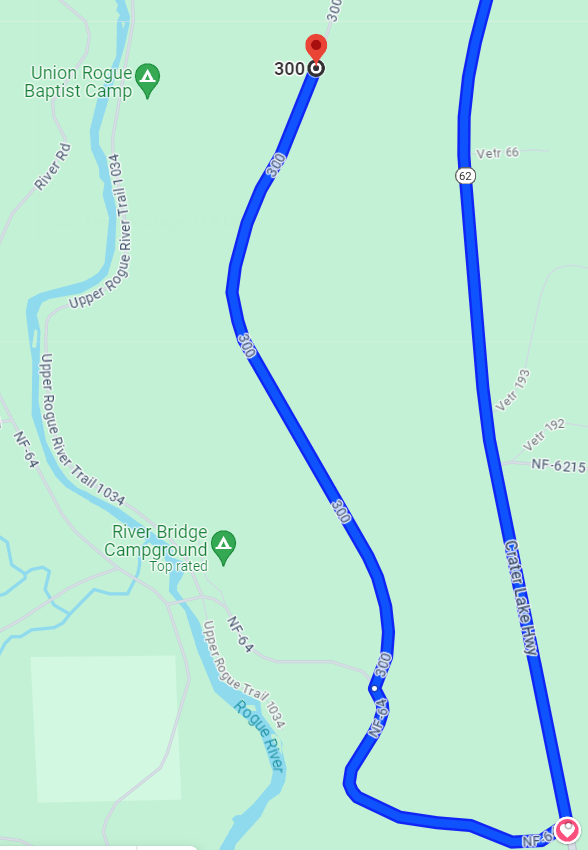 300
300
Union Rogue
Baptist Camp
Vetr 66
River Rd
300
62
Upper Rogue River Trail 1034
300
Upper Rogue River Trail 1034
Vetr 193
Vetr 192
NF-64
NF-6215
300
River Bridge
Campground
Top rated
Crater Lake Hwy
NF-64
300
Upper Rogue Trail 1034
NF-64
Rogue River
NF-6